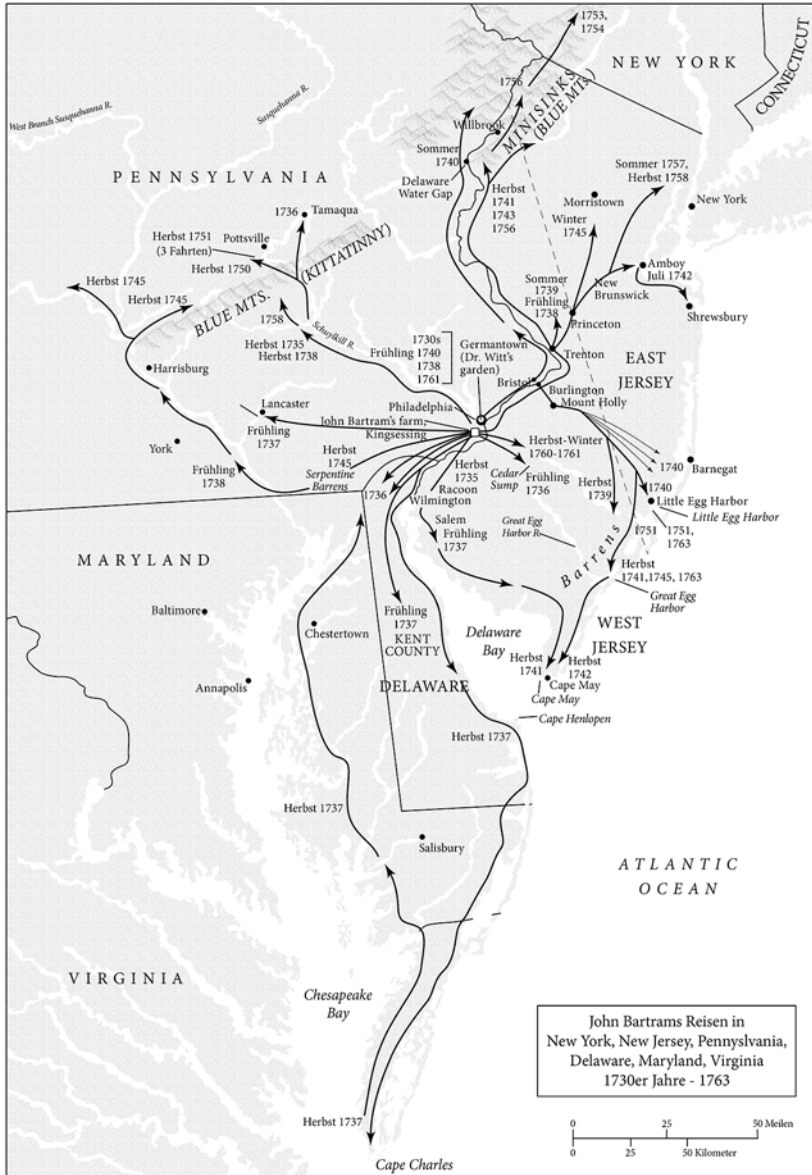 1753,
1754
NEW YORK
CONNECTICUT
1756
MINISINKS
(BLUE MTS.)
West Branch Susquehanna R.
Susquehanna R.
Willbrook
Sommer
1740
Delaware
Water Gap
PENNSYLVANIA
Sommer 1757,
Herbst 1758
Herbst
1741
1743
1756
Morristown
New York
Winter
1745
1736
Tamaqua
Herbst 1751
(3 Fahrten)
Pottsville
Herbst 1750
(KITTATINNY)
BLUE MTS.
Herbst 1745
Herbst 1745
Amboy
Juli 1742
Sommer
1739
Frühling
1738
New
Brunswick
Shrewsbury
Princeton
1758
Schuylkill R.
Herbst 1735
Herbst 1738
1730s
Frühling 1740
1738
1761
Germantown
(Dr. Witt's
garden)
Trenton
EAST
JERSEY
Harrisburg
Bristol
Burlington
Mount Holly
Lancaster
Philadelphia
John Bartram's farm,
Kingsessing
Frühling
1737
York
Herbst
1745
Herbst-Winter
1760-1761
Barnegat
1740
Frühling
1738
Serpentine
Barrens
1736
Herbst
1735
Cedar
Sump
Frühling
1736
Herbst
1739
1740
Little Egg Harbor
Little Egg Harbor
Racoon
Wilmington
Salem
Frühling
1737
Great Egg
Harbor R.
1751
1751,
1763
Barrens
MARYLAND
Herbst
1741,1745, 1763
Great Egg
Harbor
Baltimore
Chestertown
Frühling
1737
KENT
COUNTY
Delaware
Bay
WEST
JERSEY
Annapolis
DELAWARE
Herbst
1741
Herbst
1742
Cape May
Cape May
Cape Henlopen
Herbst 1737
Herbst 1737
Salisbury
ATLANTIC
OCEAN
VIRGINIA
Chesapeake
Bay
John Bartrams Reisen in
New York, New Jersey, Pennyslvania,
Delaware, Maryland, Virginia
1730er Jahre - 1763
0 25 50 Meilen
0 25 50 Kilometer
Herbst 1737
Cape Charles